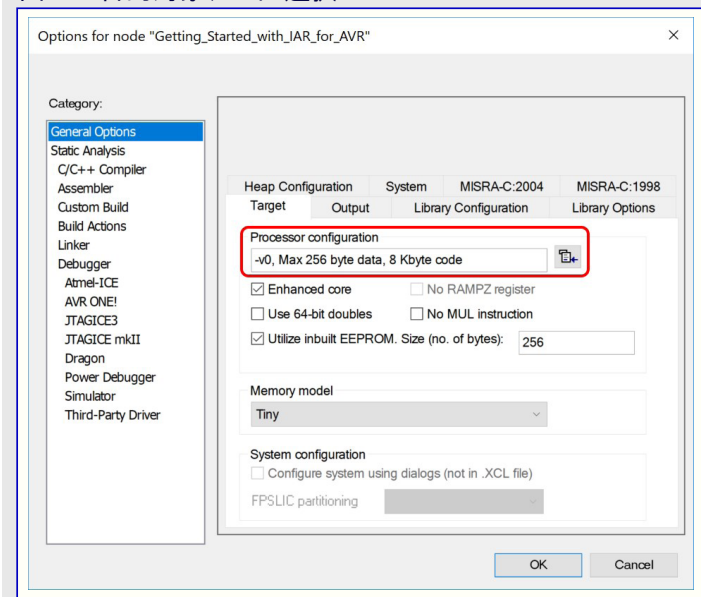 Options for node "Getting_Started_with_IAR_for_AVR"
Category:
General Options
Static Analysis
C/C++ Compiler
Assembler
Custom Build
Build Actions
Linker
Debugger
Atmel-ICE
AVR ONE!
JTAGICE3
JTAGICE mkII
Dragon
Power Debugger
Simulator
Third-Party Driver
Heap Configuration System MISRA-C:2004 MISRA-C:1998
Target Output Library Configuration Library Options
Processor configuration
-v0, Max 256 byte data, 8 Kbyte code
Enhanced core No RAMPZ register
Use 64-bit doubles No MUL instruction
Utilize inbuilt EEPROM. Size (no. of bytes): 256
Memory model
Tiny
System configuration
Configure system using dialogs (not in .XCL file)
FPSLIC partitioning
OK Cancel